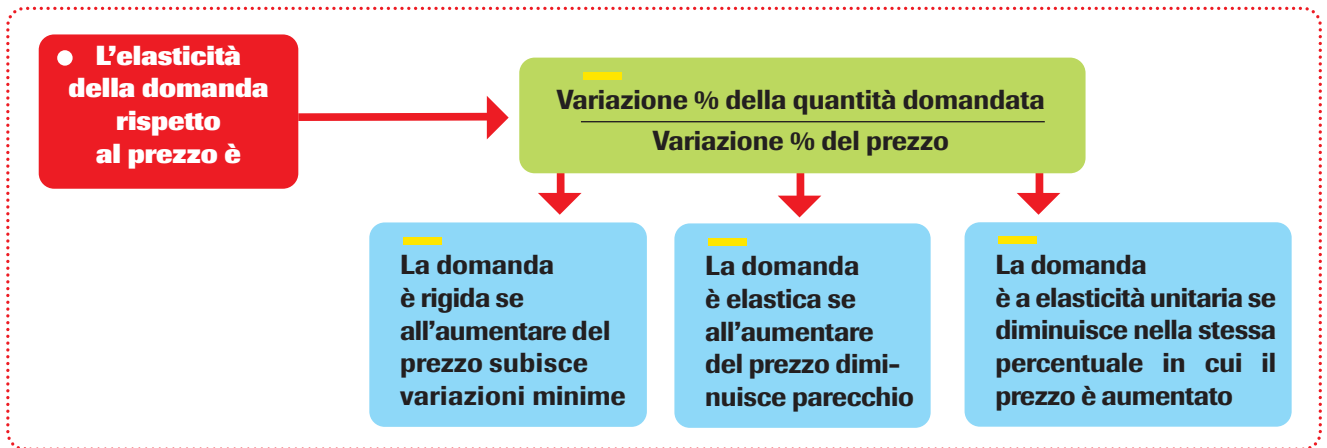 ● L'elasticità
della domanda
rispetto
al prezzo è
Variazione % della quantità domandata
Variazione % del prezzo
La domanda
è rigida se
all'aumentare del
prezzo subisce
variazioni minime
La domanda
è elastica se
all'aumentare
del prezzo dimi-
nuisce parecchio
La domanda
è a elasticità unitaria se
diminuisce nella stessa
percentuale in cui il
prezzo è aumentato